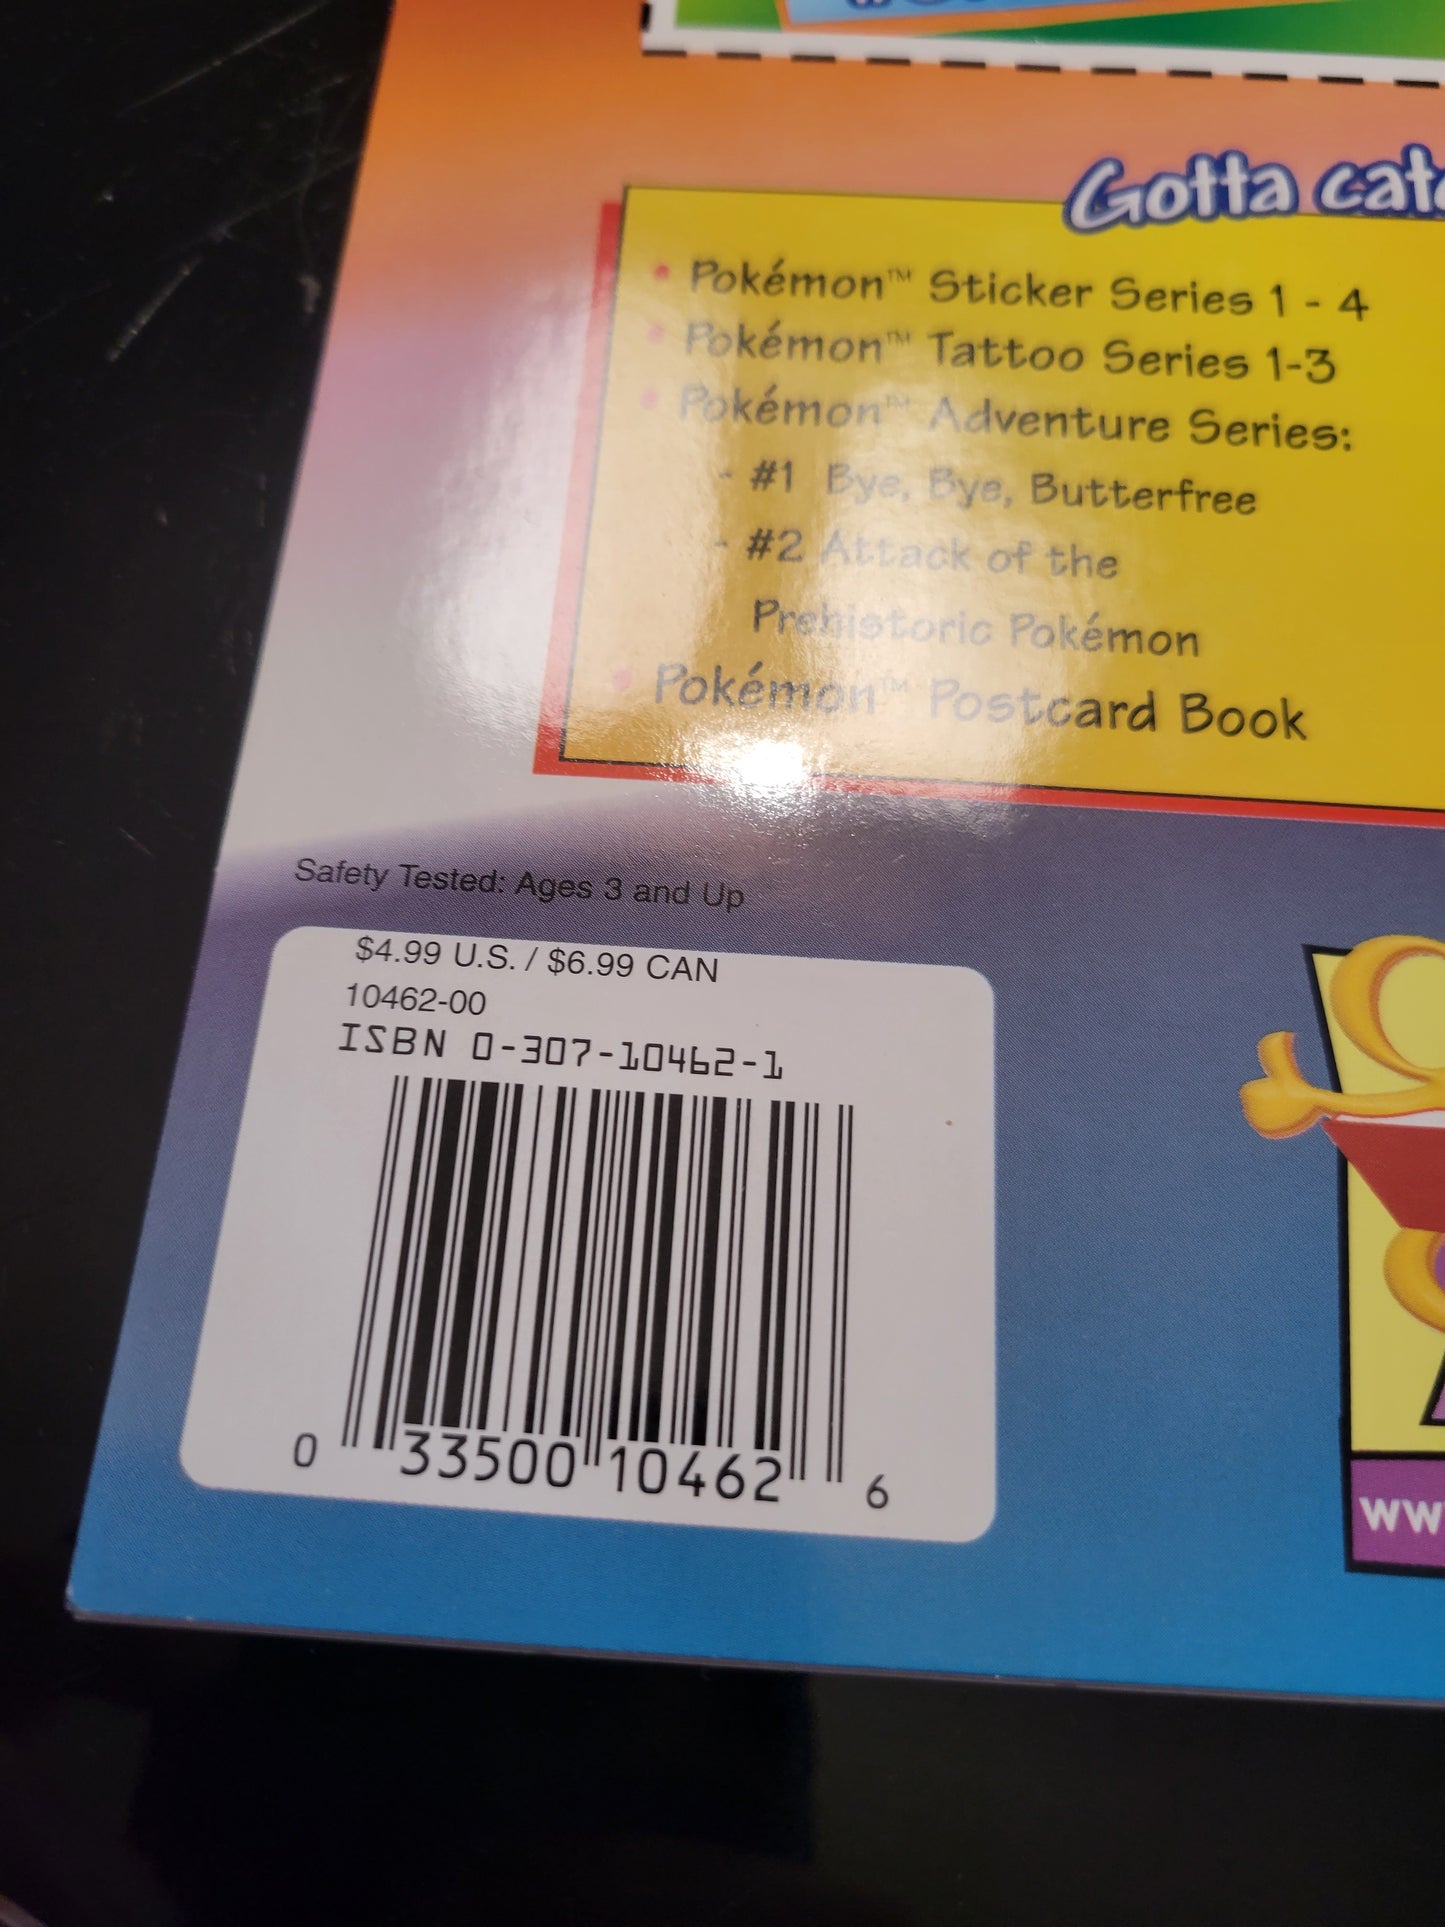 Gotta
• Pokémon™ Sticker Series 1 - 4
• Pokémon™ Tattoo Series 1-3
• Pokémon™ Adventure Series:
- #1 Bye, Bye, Butterfree
- #2 Attack of the
Prehistoric Pokémon
• Pokémon™ Postcard Book
Safety Tested: Ages 3 and Up
$4.99 U.S. / $6.99 CAN
10462-00
ISBN 0-307-10462-1
0 33500 10462 6